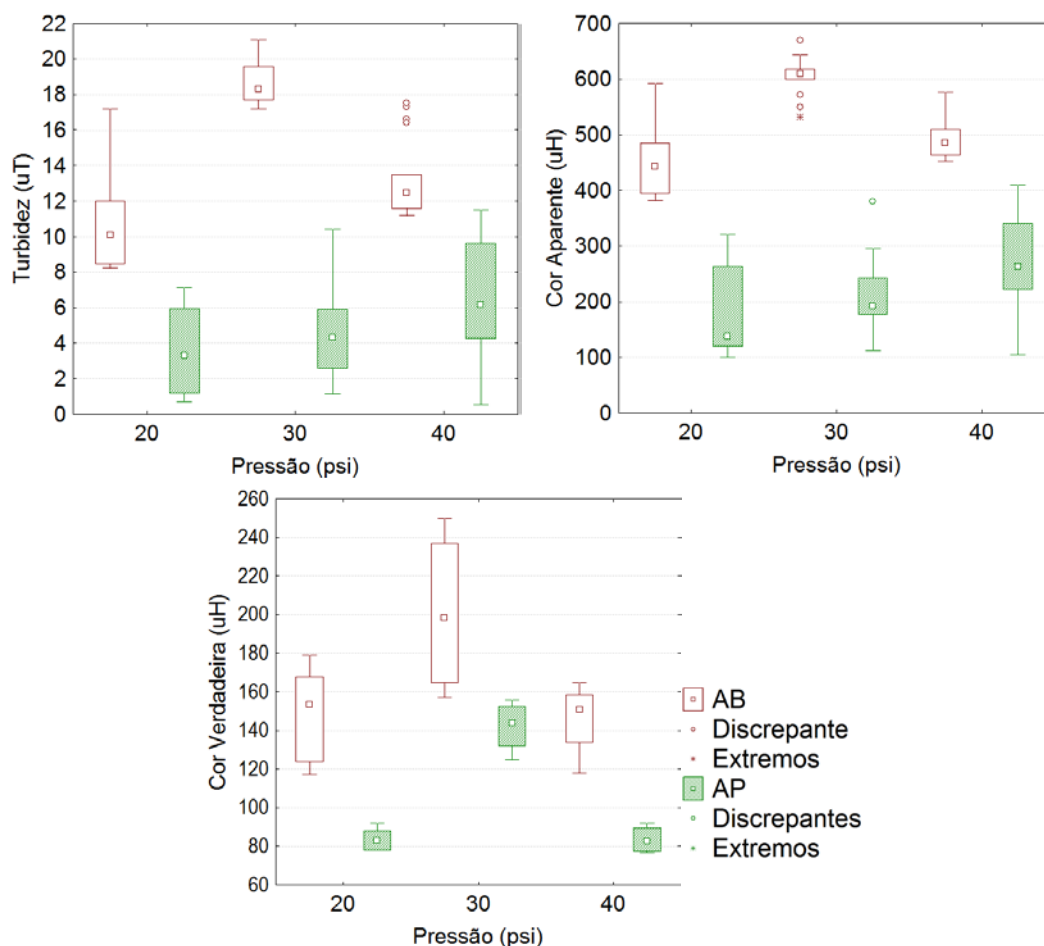 Turbidez (uT)
22
20
18
16
14
12
10
8
6
4
2
0
20 30 40
Pressão (psi)
Cor Aparente (uH)
700
600
500
400
300
200
100
0
20 30 40
Pressão (psi)
Cor Verdadeira (uH)
260
240
220
200
180
160
140
120
100
80
60
20 30 40
Pressão (psi)
AB
Discrepante
Extremos
AP
Discrepantes
Extremos